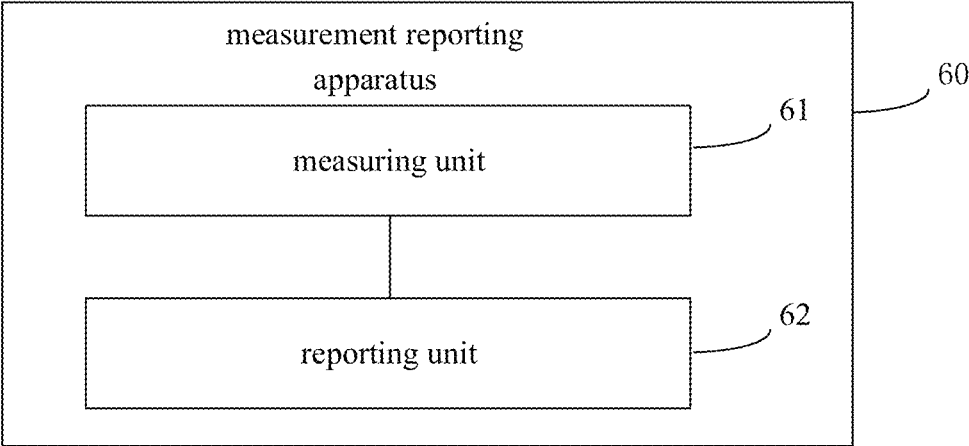 measurement reporting
apparatus
60
61
measuring unit
62
reporting unit